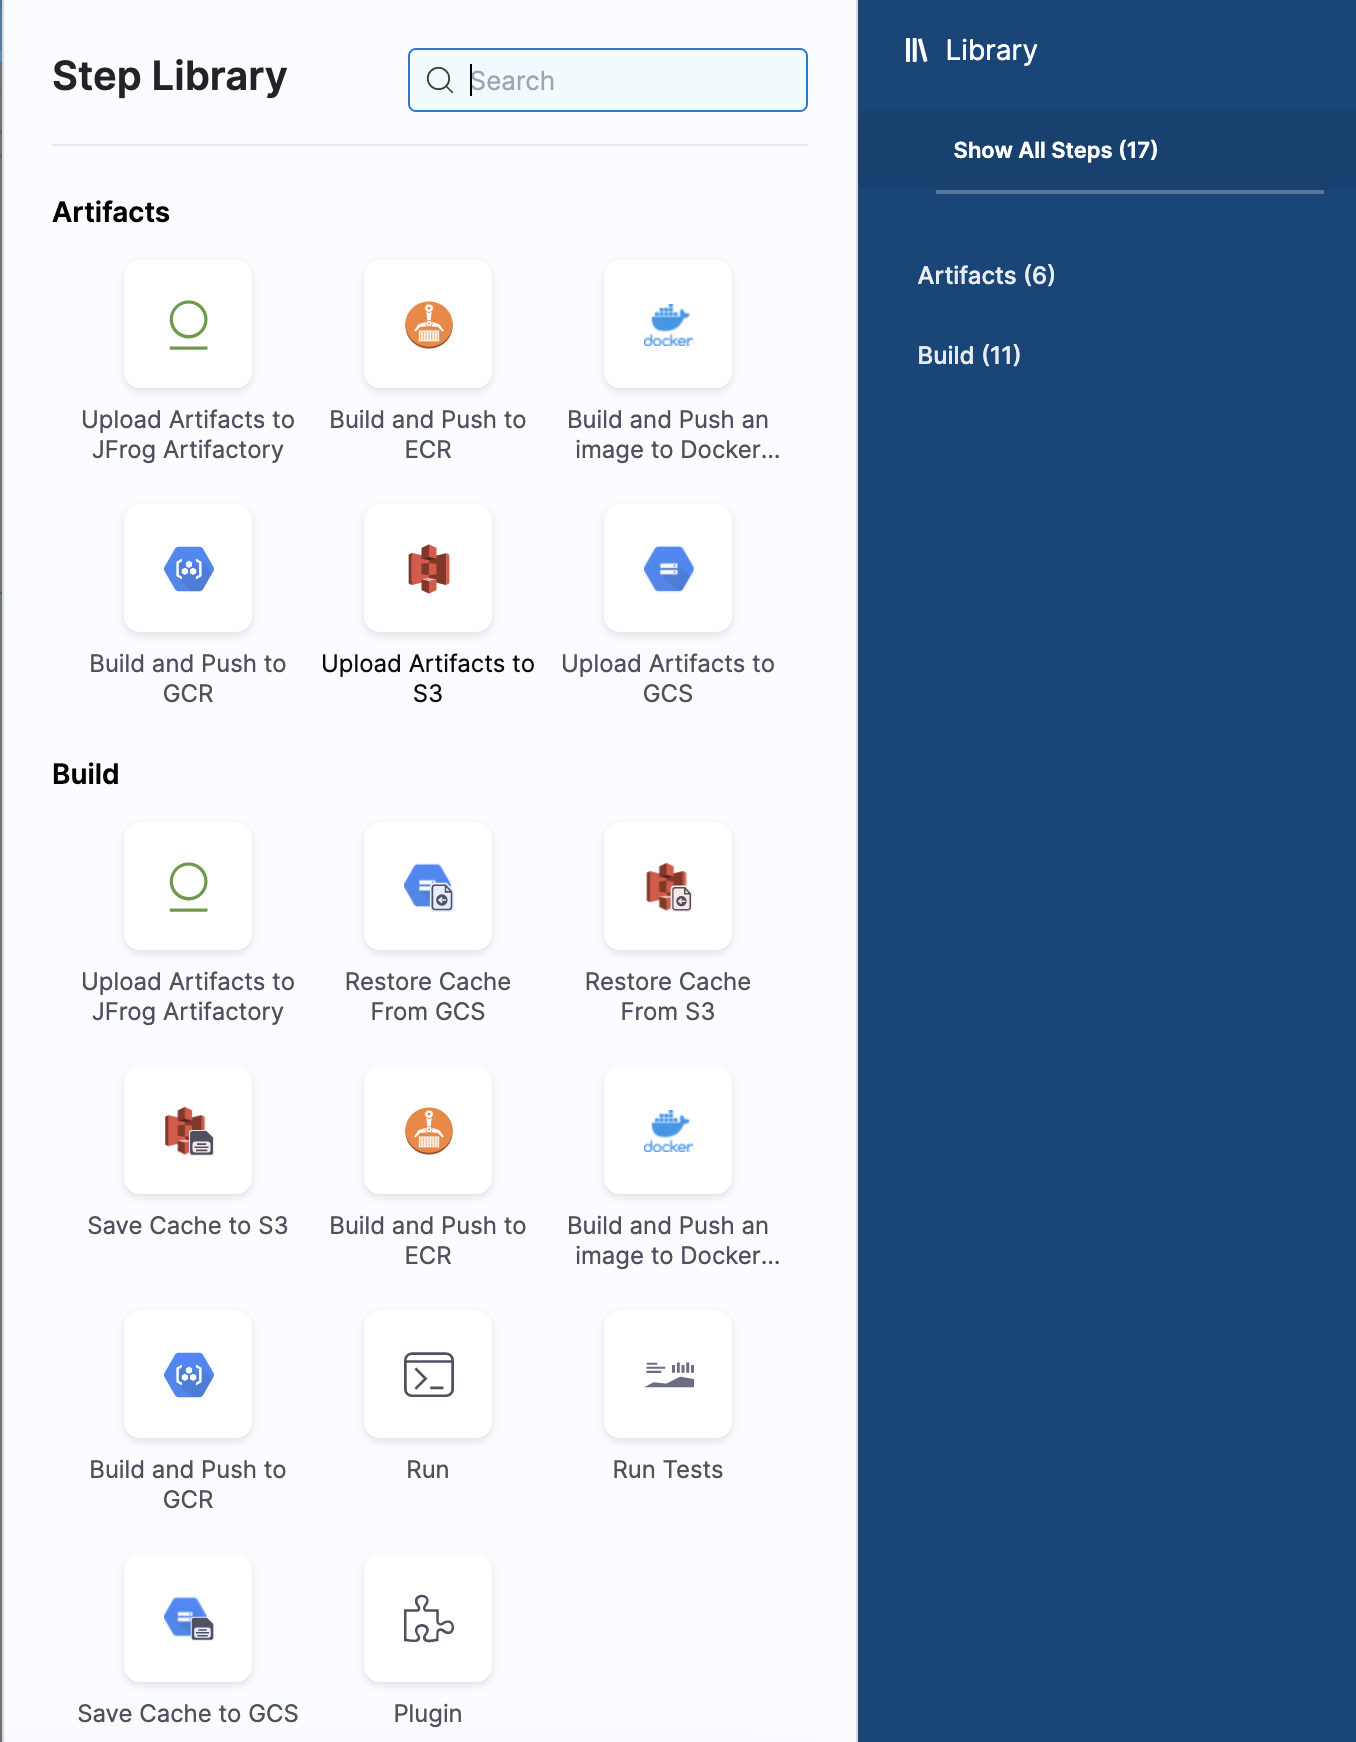 Step Library
Search
Artifacts
docker
Upload Artifacts to
JFrog Artifactory
Build and Push to
ECR
Build and Push an
image to Docker...
Build and Push to
GCR
Upload Artifacts to
S3
Upload Artifacts to
GCS
Build
Upload Artifacts to
JFrog Artifactory
Restore Cache
From GCS
Restore Cache
From S3
docker
Save Cache to S3
Build and Push to
ECR
Build and Push an
image to Docker...
Build and Push to
GCR
Run
Run Tests
Save Cache to GCS
Plugin
Library
Show All Steps (17)
Artifacts (6)
Build (11)